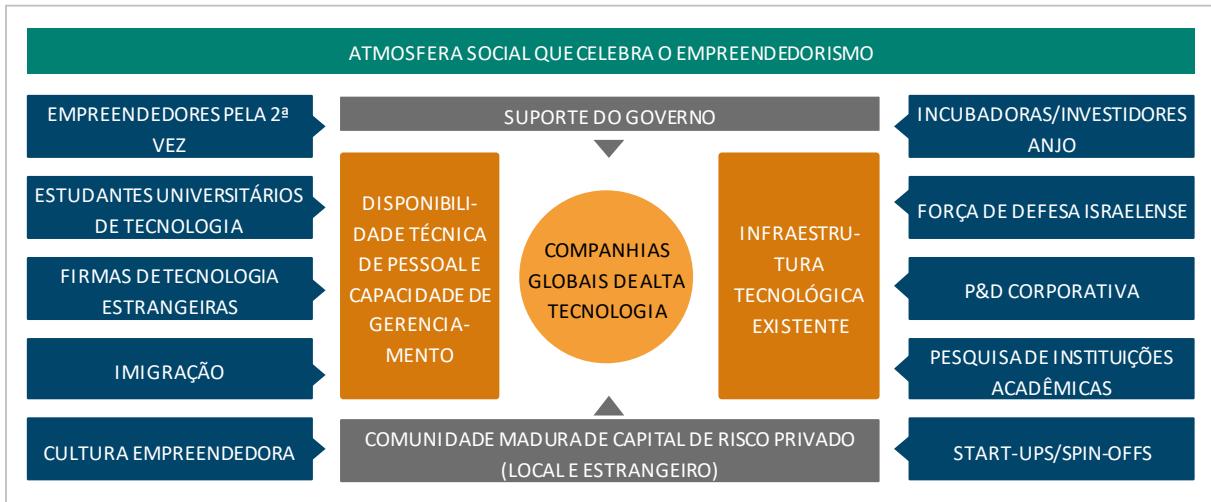 ATMOSFERA SOCIAL QUE CELEBRA O EMPREENDEDORISMO
EMPREENDEDORES PELA 2ª
VEZ
ESTUDANTES UNIVERSITÁRIOS
DE TECNOLOGIA
FIRMAS DE TECNOLOGIA
ESTRANGEIRAS
IMIGRAÇÃO
CULTURA EMPREENDEDORA
SUPORTE DO GOVERNO
DISPONIBILI-
DADE TÉCNICA
DE PESSOAL E
CAPACIDADE DE
GERENCIA-
MENTO
COMPANHIAS
GLOBAIS DE ALTA
TECNOLOGIA
INFRAESTRU-
TURA
TECNOLÓGICA
EXISTENTE
COMUNIDADE MADURA DE CAPITAL DE RISCO PRIVADO
(LOCAL E ESTRANGEIRO)
INCUBADORAS/INVESTIDORES
ANJO
FORÇA DE DEFESA ISRAELENSE
P&D CORPORATIVA
PESQUISA DE INSTITUIÇÕES
ACADÊMICAS
START-UPS/SPIN-OFFS